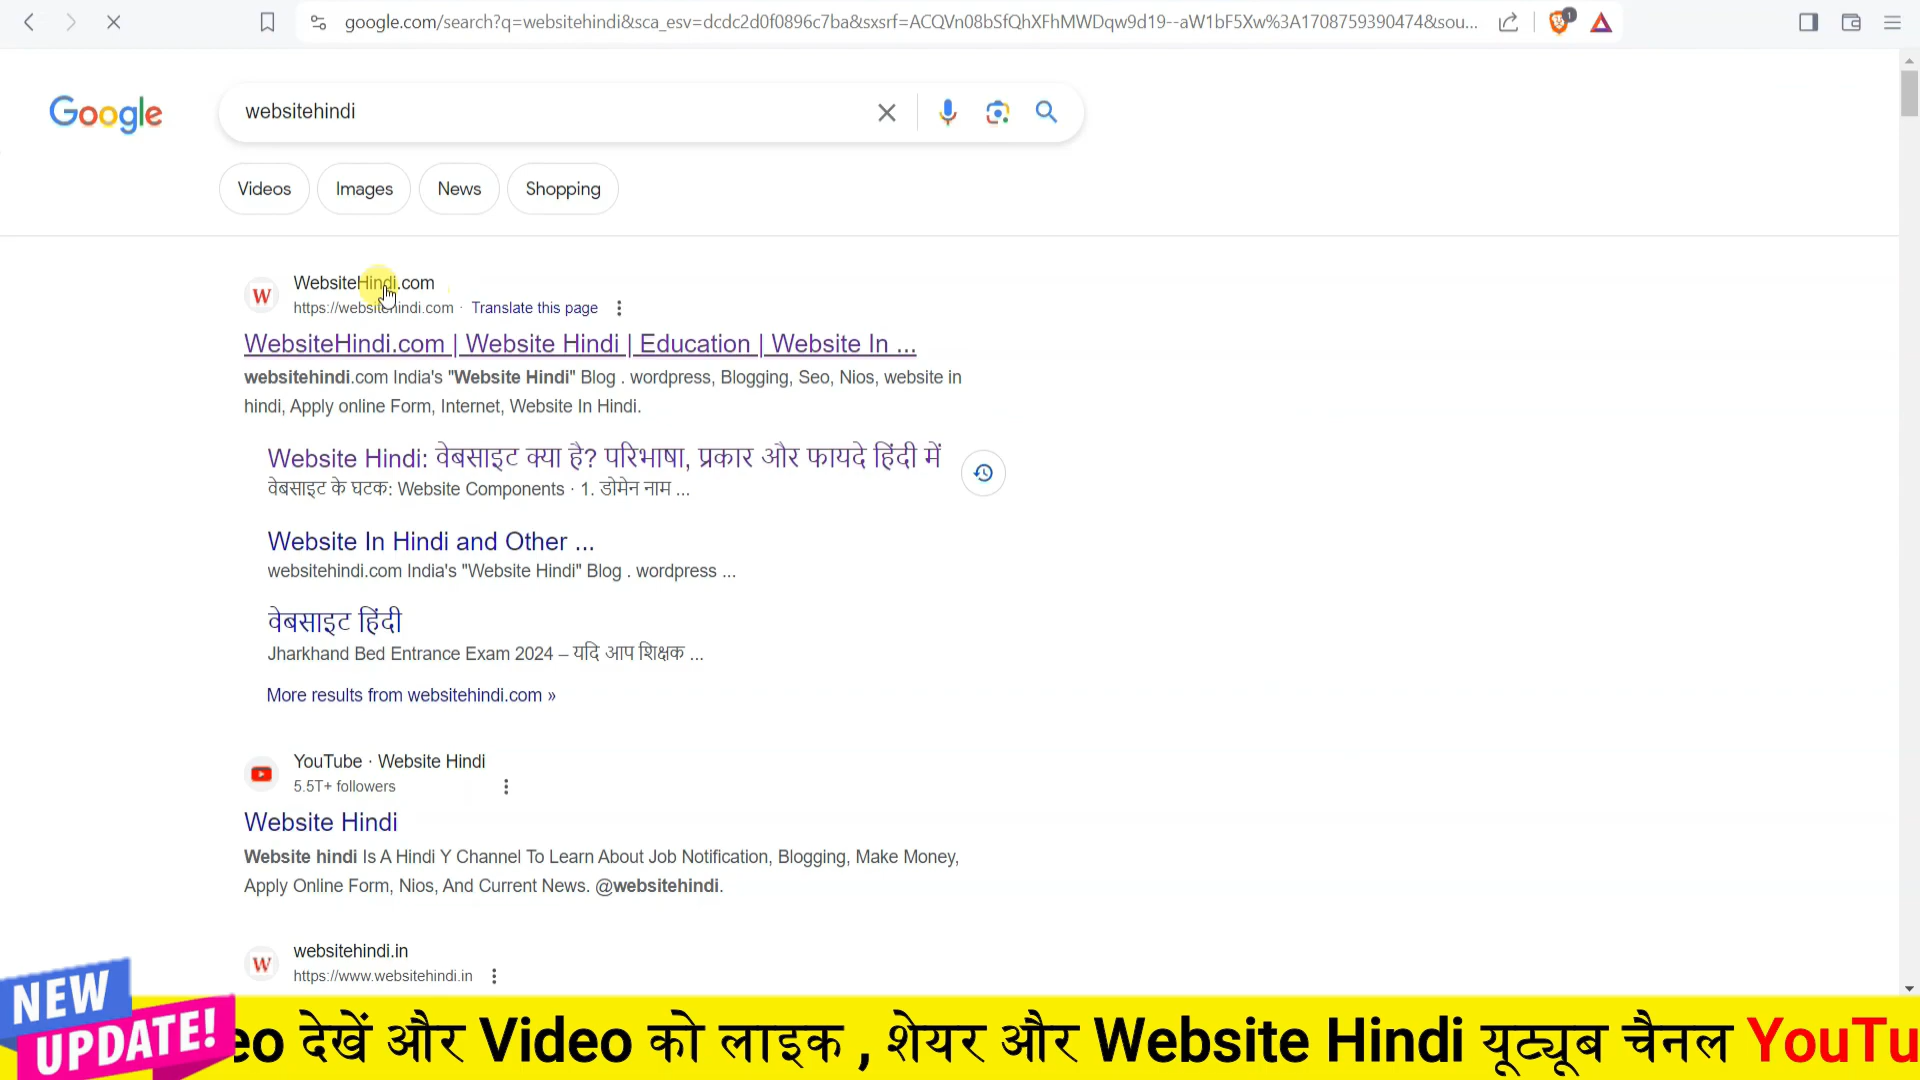 google.com/search?q=websitehindi&sca_esv=dcdc2d0f0896c7ba&sxsrf=ACQVn08bSfQhXFhMWDqw9d19--aW1bF5Xw%3A1708759390474&sou...
1
Google
websitehindi
Videos
Images
News
Shopping
W
WebsiteHindi.com
https://websitehindi.com · Translate this page
WebsiteHindi.com | Website Hindi | Education | Website In ...
websitehindi.com India's "Website Hindi" Blog . wordpress, Blogging, Seo, Nios, website in
hindi, Apply online Form, Internet, Website In Hindi.
Website Hindi: वेबसाइट क्या है? परिभाषा, प्रकार और फायदे हिंदी में
वेबसाइट के घटक: Website Components · 1. डोमेन नाम ...
Website In Hindi and Other ...
websitehindi.com India's "Website Hindi" Blog . wordpress ...
वेबसाइट हिंदी
Jharkhand Bed Entrance Exam 2024 – यदि आप शिक्षक ...
More results from websitehindi.com »
YouTube · Website Hindi
5.5T+ followers
Website Hindi
Website hindi Is A Hindi Y Channel To Learn About Job Notification, Blogging, Make Money,
Apply Online Form, Nios, And Current News. @websitehindi.
W
websitehindi.in
https://www.websitehindi.in
NEW
UPDATE!
eo देखें और Video को लाइक , शेयर और Website Hindi यूट्यूब चैनल YouTu